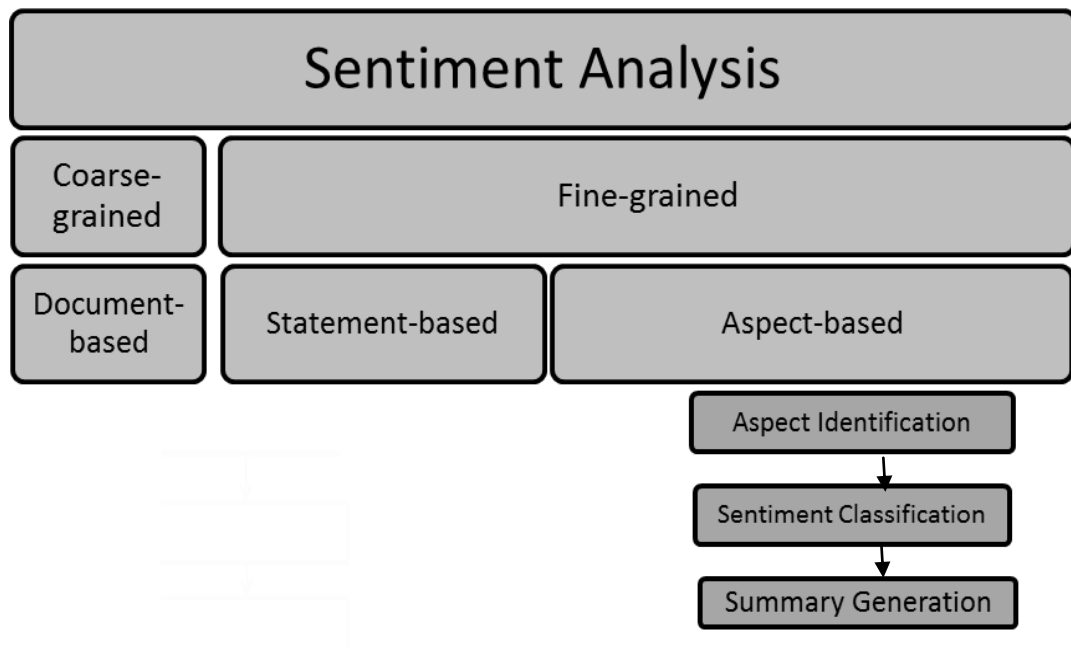 Sentiment Analysis
Coarse-
grained
Fine-grained
Document-
based
Statement-based
Aspect-based
Aspect Identification
Sentiment Classification
Summary Generation